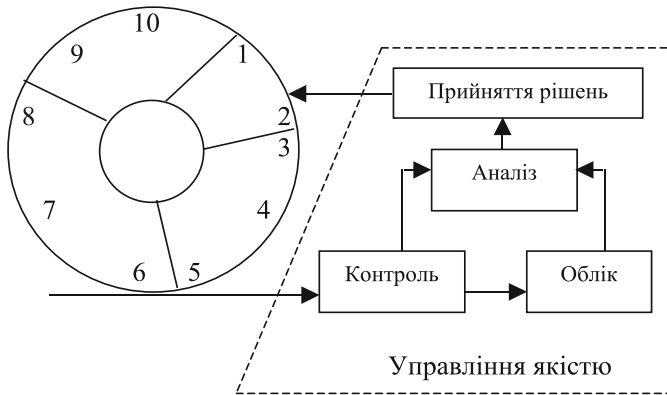 10
9
1
8
2
3
7
4
6
5
Прийняття рішень
Аналіз
Контроль
Облік
Управління якістю